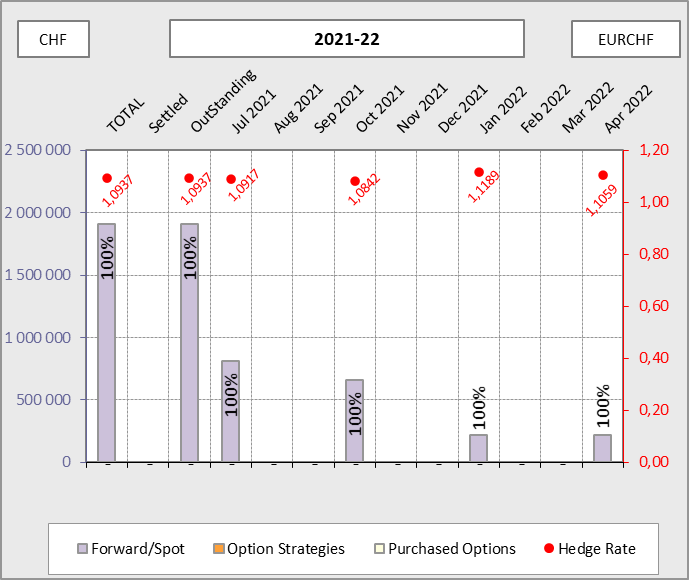 CHF
2021-22
EURCHF
TOTAL
Settled
OutStanding
Jul 2021
Aug 2021
Sep 2021
Oct 2021
Nov 2021
Dec 2021
Jan 2022
Feb 2022
Mar 2022
Apr 2022
2 500 000
2 000 000
1 500 000
1 000 000
500 000
0
1,0937
1,0937
1,0917
1,0842
1,1189
1,1059
100%
100%
100%
100%
100%
100%
1,20
1,00
0,80
0,60
0,40
0,20
0,00
Forward/Spot
Option Strategies
Purchased Options
Hedge Rate